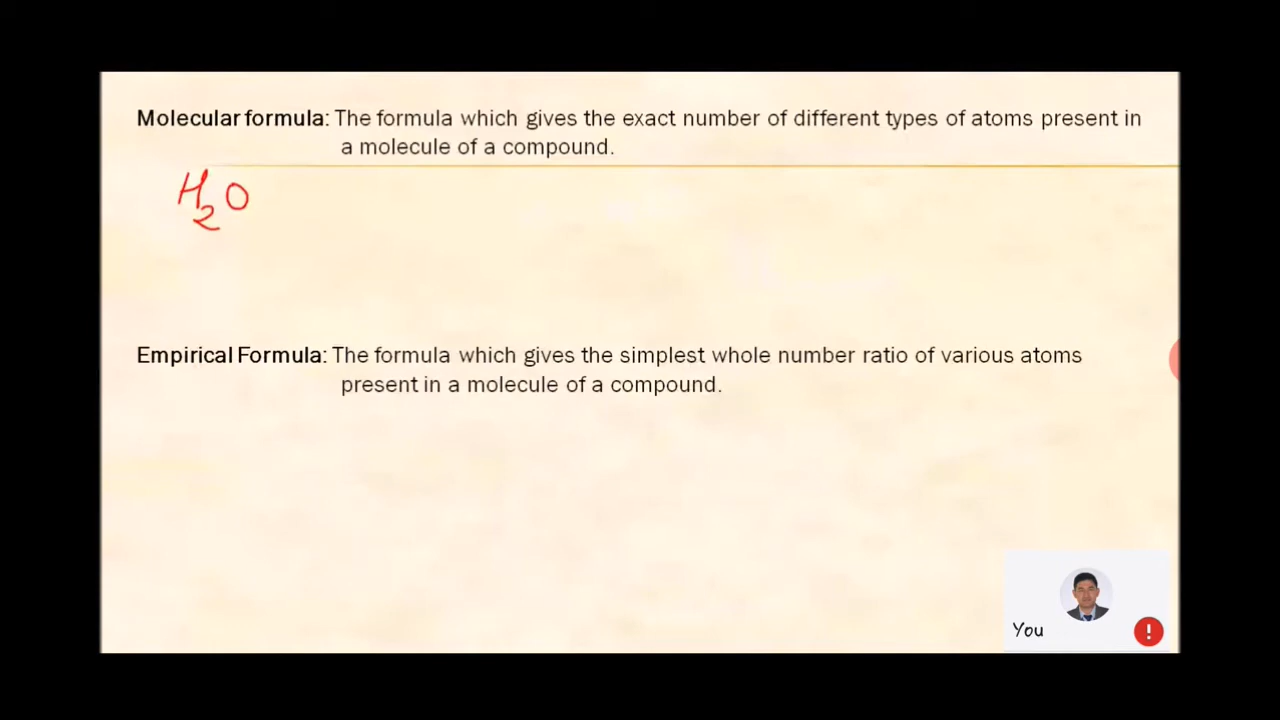 Molecular formula: The formula which gives the exact number of different types of atoms present in
a molecule of a compound.
H₂O
Empirical Formula: The formula which gives the simplest whole number ratio of various atoms
present in a molecule of a compound.
You
!